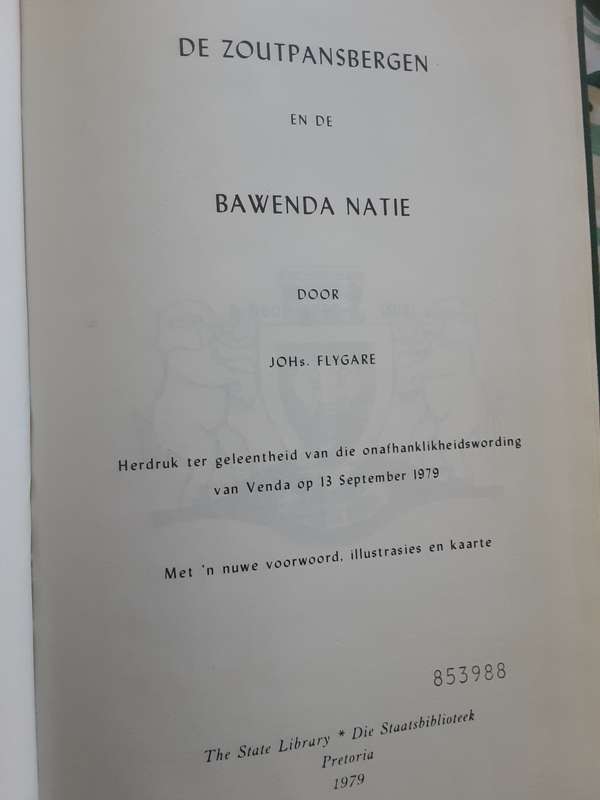 DE ZOUTPANSBERGEN
EN DE
BAWENDA NATIE
DOOR
JOHs. FLYGARE
Herdruk ter geleentheid van die onafhanklikheidswording
van Venda op 13 September 1979
Met 'n nuwe voorwoord, illustrasies en kaarte
853988
The State Library * Die Staatsbiblioteek
Pretoria
1979